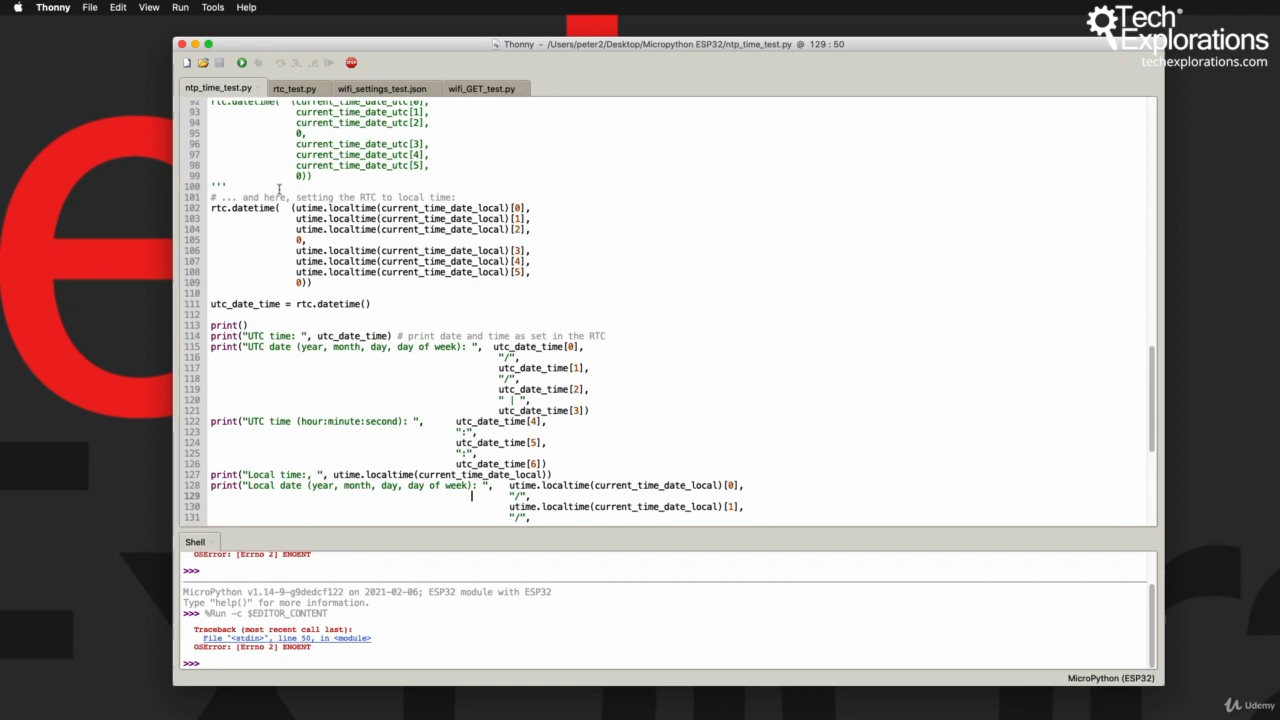 Thonny File Edit View Run Tools Help
Tech
Explorations
techexplorations.com
Thonny - /Users/peter2/Desktop/Micropython ESP32/ntp_time_test.py @ 129 : 50
STOP
ntp_time_test.py rtc_test.py wifi_settings_test.json wifi_GET_test.py
92 rtc.datetime( (current_time_date_utc[0],
93 current_time_date_utc[1],
94 current_time_date_utc[2],
95 0,
96 current_time_date_utc[3],
97 current_time_date_utc[4],
98 current_time_date_utc[5],
99 0))
100 '''
101 # ... and here, setting the RTC to local time:
102 rtc.datetime( (utime.localtime(current_time_date_local)[0],
103 utime.localtime(current_time_date_local)[1],
104 utime.localtime(current_time_date_local)[2],
105 0,
106 utime.localtime(current_time_date_local)[3],
107 utime.localtime(current_time_date_local)[4],
108 utime.localtime(current_time_date_local)[5],
109 0))
110
111 utc_date_time = rtc.datetime()
112
113 print()
114 print("UTC time: ", utc_date_time) # print date and time as set in the RTC
115 print("UTC date (year, month, day, day of week): ", utc_date_time[0],
116 "/",
117 utc_date_time[1],
118 "/",
119 utc_date_time[2],
120 " | ",
121 utc_date_time[3])
122 print("UTC time (hour:minute:second): ", utc_date_time[4],
123 ":",
124 utc_date_time[5],
125 ":",
126 utc_date_time[6])
127 print("Local time:, ", utime.localtime(current_time_date_local))
128 print("Local date (year, month, day, day of week): ", utime.localtime(current_time_date_local)[0],
129 "/",
130 utime.localtime(current_time_date_local)[1],
131 "/",
Shell
OSError: [Errno 2] ENOENT
>>>
MicroPython v1.14-9-g9dedcf122 on 2021-02-06; ESP32 module with ESP32
Type "help()" for more information.
>>> %Run -c $EDITOR_CONTENT
Traceback (most recent call last):
File "<stdin>", line 50, in <module>
OSError: [Errno 2] ENOENT
>>>
MicroPython (ESP32)
Udemy